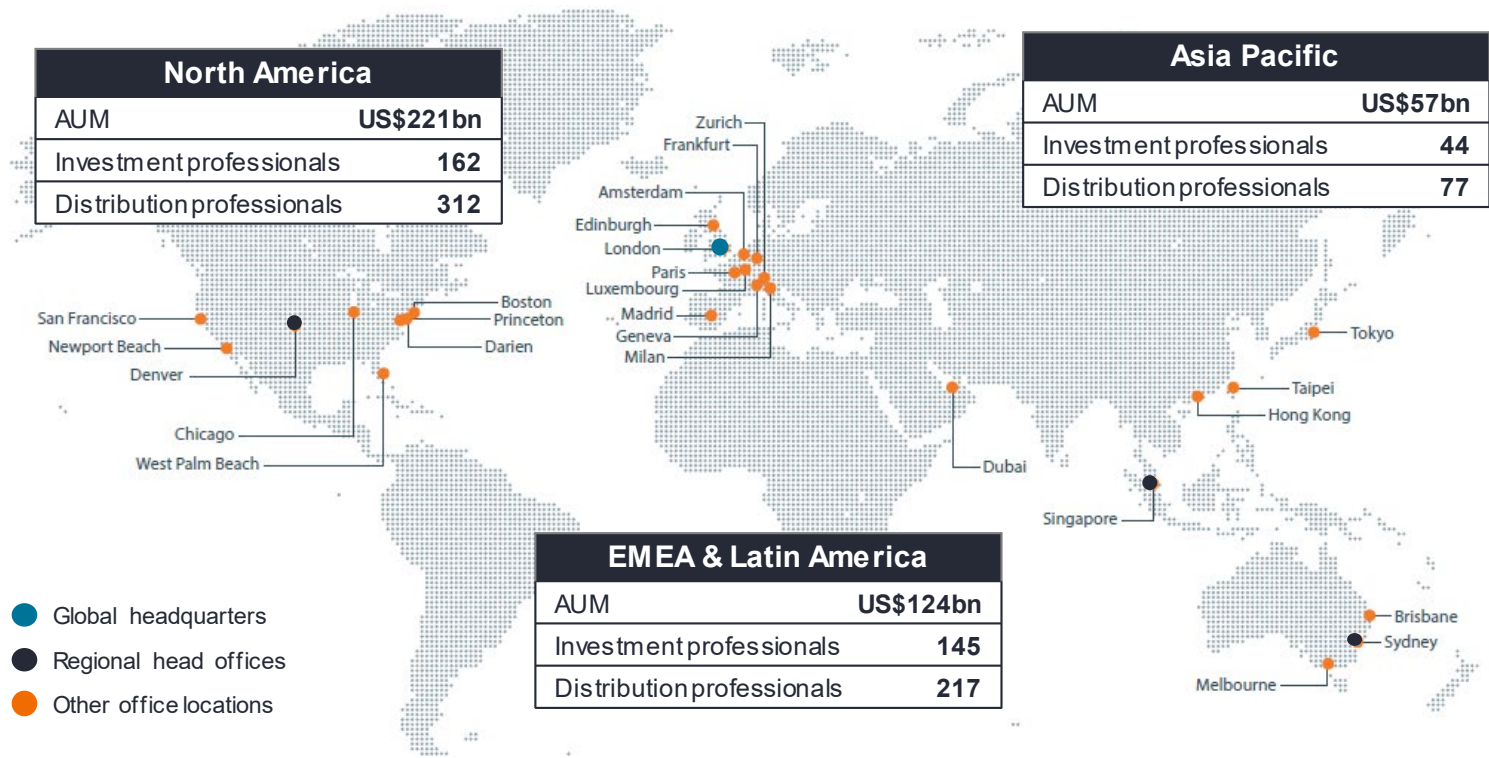 North America
AUM US$221bn
Investment professionals 162
Distribution professionals 312
Asia Pacific
AUM US$57bn
Investment professionals 44
Distribution professionals 77
Zurich
Frankfurt
Amsterdam
Edinburgh
London
Paris
Luxembourg
Madrid
Geneva
Milan
San Francisco
Newport Beach
Denver
Chicago
West Palm Beach
Boston
Princeton
Darien
Tokyo
Taipei
Hong Kong
Dubai
Singapore
EMEA & Latin America
AUM US$124bn
Investment professionals 145
Distribution professionals 217
Brisbane
Sydney
Melbourne
Global headquarters
Regional head offices
Other office locations